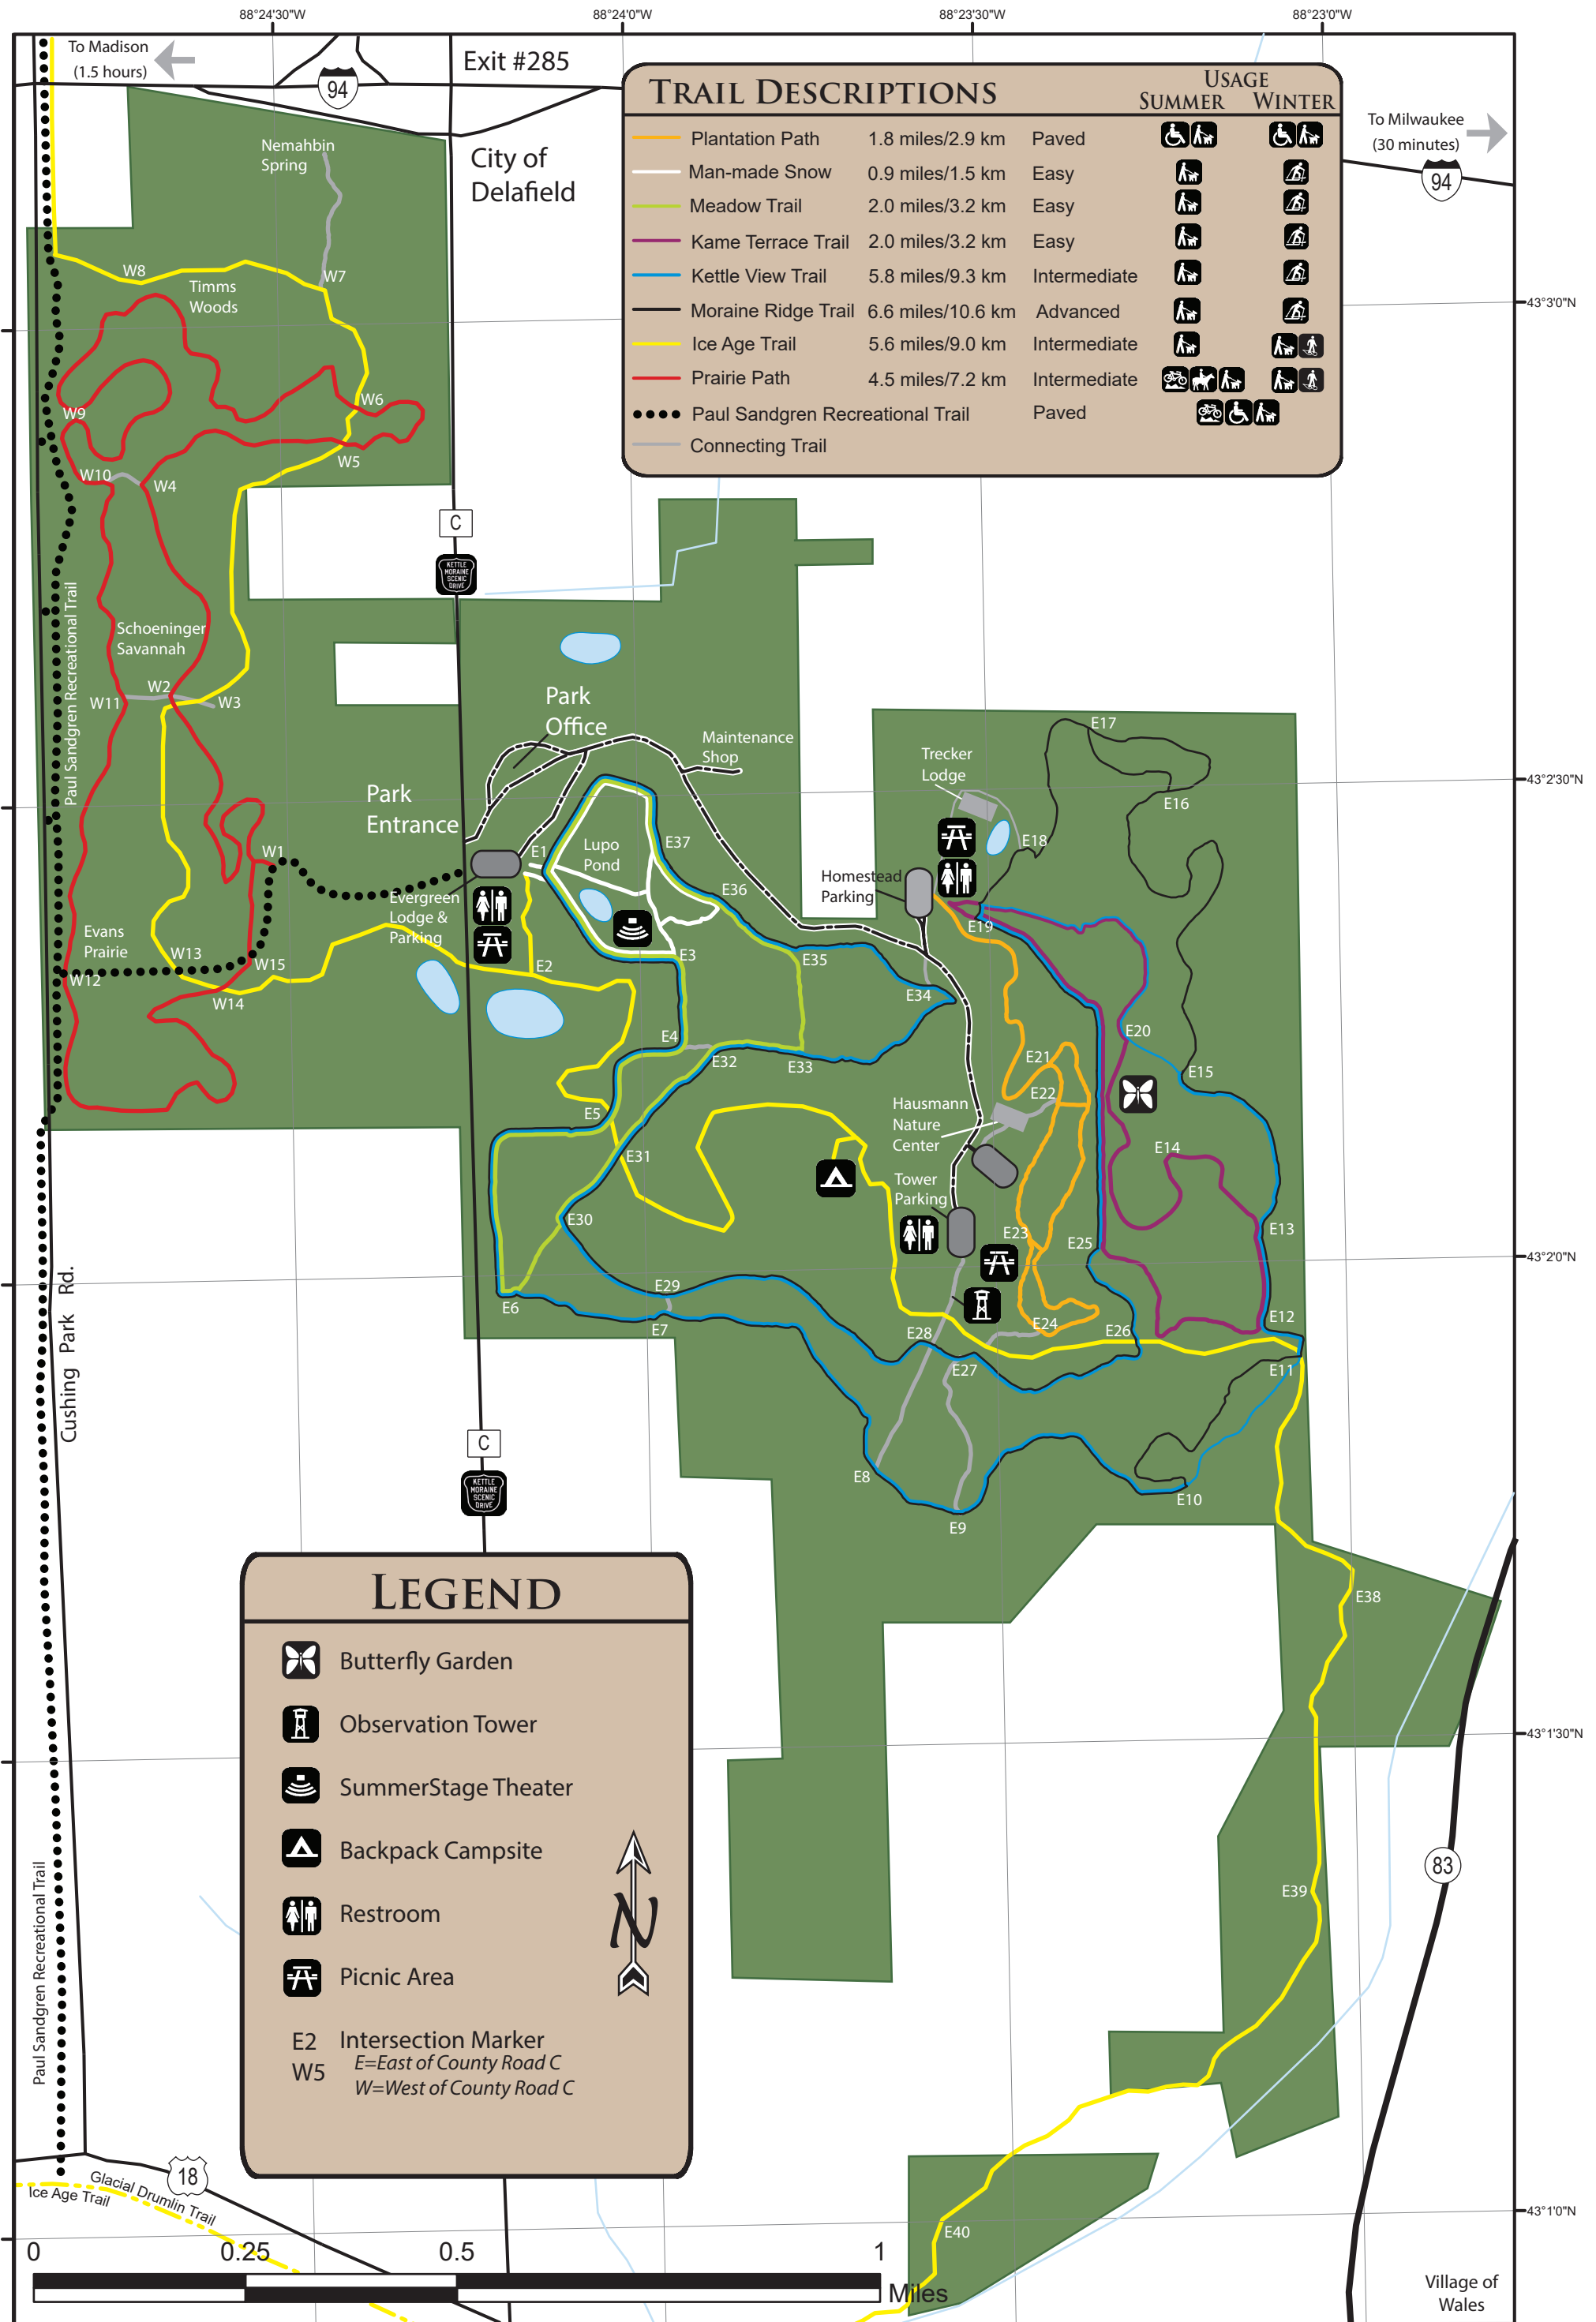 88°24'30"W
88°24'0"W
88°23'30"W
88°23'0"W
To Madison
(1.5 hours)
94
Exit #285
City of
Delafield
To Milwaukee
(30 minutes)
94
TRAIL DESCRIPTIONS
USAGE
SUMMER WINTER
Plantation Path 1.8 miles/2.9 km Paved
Man-made Snow 0.9 miles/1.5 km Easy
Meadow Trail 2.0 miles/3.2 km Easy
Kame Terrace Trail 2.0 miles/3.2 km Easy
Kettle View Trail 5.8 miles/9.3 km Intermediate
Moraine Ridge Trail 6.6 miles/10.6 km Advanced
Ice Age Trail 5.6 miles/9.0 km Intermediate
Prairie Path 4.5 miles/7.2 km Intermediate
Paul Sandgren Recreational Trail Paved
Connecting Trail
43°3'0"N
43°2'30"N
43°2'0"N
43°1'30"N
43°1'0"N
Nemahbin
Spring
W8
W7
Timms
Woods
W6
W9
W5
W10
W4
C
KETTLE
MORAINE
SCENIC
DRIVE
Paul Sandgren Recreational Trail
Schoeninger
Savannah
W2
W11
W3
Park
Office
Maintenance
Shop
Park
Entrance
W1
Evergreen
Lodge &
Parking
Evans
Prairie
W13
W12
W15
W14
E1
Lupo
Pond
E37
E36
E3
E2
E35
E34
E4
E32
E33
E5
E31
E30
E29
E6
E7
Trecker
Lodge
E17
E16
E18
Homestead
Parking
E19
E20
E21
E22
E15
Hausmann
Nature
Center
E14
Tower
Parking
E23
E25
E13
E24
E26
E12
E28
E27
E11
E8
E10
E9
E38
E39
E40
Cushing Park Rd.
C
KETTLE
MORAINE
SCENIC
DRIVE
LEGEND
Butterfly Garden
Observation Tower
SummerStage Theater
Backpack Campsite
Restroom
Picnic Area
E2 Intersection Marker
W5 E=East of County Road C
W=West of County Road C
N
83
Paul Sandgren Recreational Trail
18
Glacial Drumlin Trail
Ice Age Trail
0 0.25 0.5 1
Miles
Village of
Wales